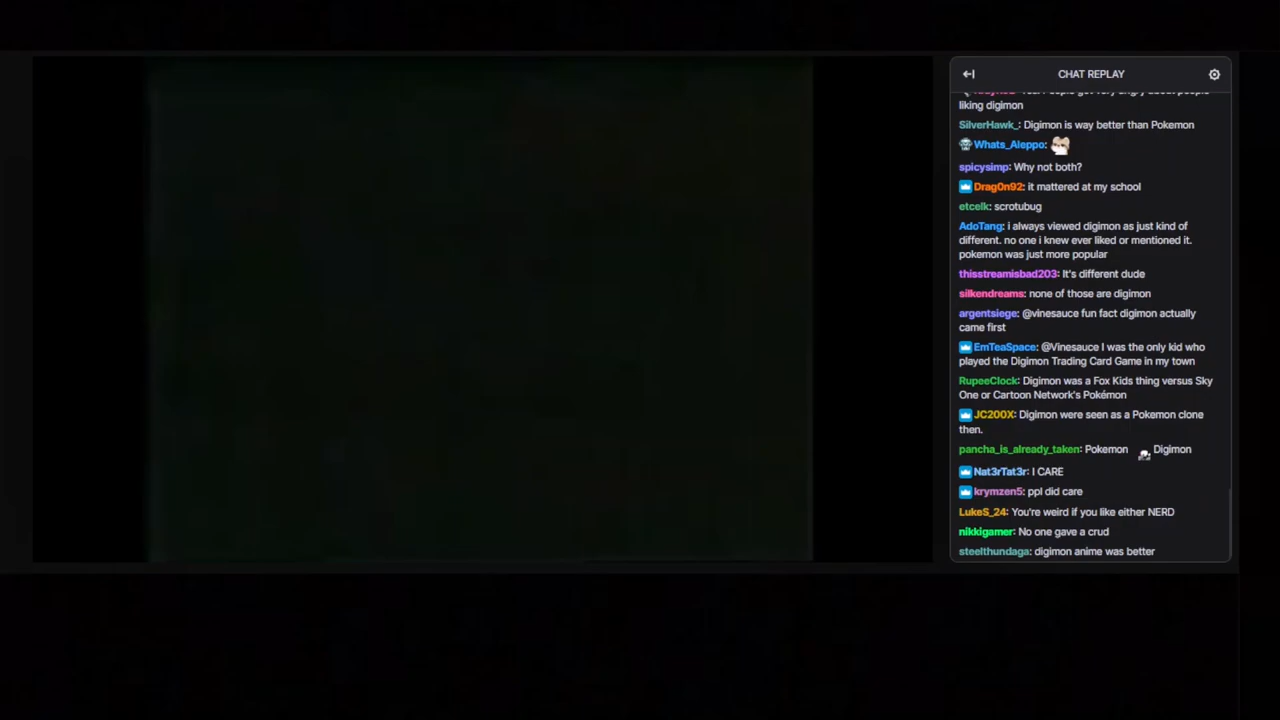 CHAT REPLAY
liking digimon
SilverHawk_: Digimon is way better than Pokemon
Whats_Aleppo:
spicysimp: Why not both?
Drag0n92: it mattered at my school
etcelk: scrotubug
AdoTang: i always viewed digimon as just kind of
different. no one i knew ever liked or mentioned it.
pokemon was just more popular
thisstreamisbad203: It's different dude
silkendreams: none of those are digimon
argentsiege: @vinesauce fun fact digimon actually
came first
EmTeaSpace: @Vinesauce I was the only kid who
played the Digimon Trading Card Game in my town
RupeeClock: Digimon was a Fox Kids thing versus Sky
One or Cartoon Network's Pokémon
JC200X: Digimon were seen as a Pokemon clone
then.
pancha_is_already_taken: Pokemon Digimon
Nat3rTat3r: I CARE
krymzen5: ppl did care
LukeS_24: You're weird if you like either NERD
nikkigamer: No one gave a crud
steelthundaga: digimon anime was better